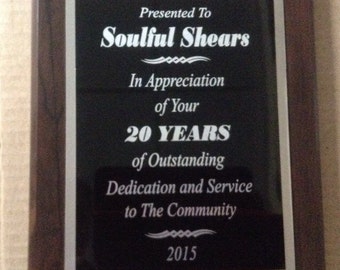 Presented To
Soulful Shears
In Appreciation
of Your
20 YEARS
of Outstanding
Dedication and Service
to The Community
2015